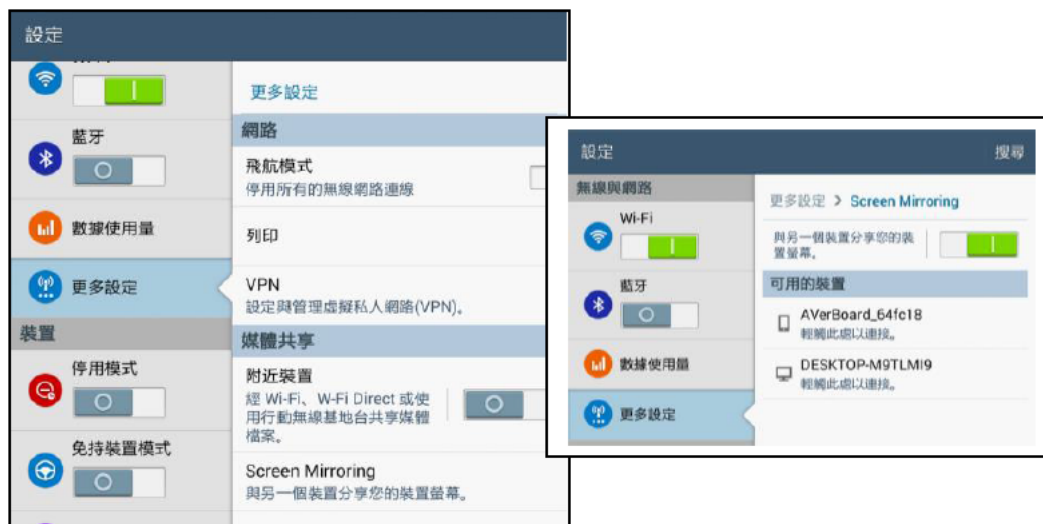 設定
藍牙
數據使用量
更多設定
裝置
停用模式
免持裝置模式
更多設定
網路
飛航模式
停用所有的無線網路連線
列印
VPN
設定與管理虛擬私人網路(VPN)。
媒體共享
附近裝置
經 Wi-Fi、W-Fi Direct 或使
用行動無線基地台共享媒體
檔案。
Screen Mirroring
與另一個裝置分享您的裝置螢幕。
設定
搜尋
無線與網路
Wi-Fi
藍牙
數據使用量
更多設定
更多設定 > Screen Mirroring
與另一個裝置分享您的裝
置螢幕。
可用的裝置
AVerBoard_64fc18
輕觸此處以連接。
DESKTOP-M9TLMI9
輕觸此處以連接。